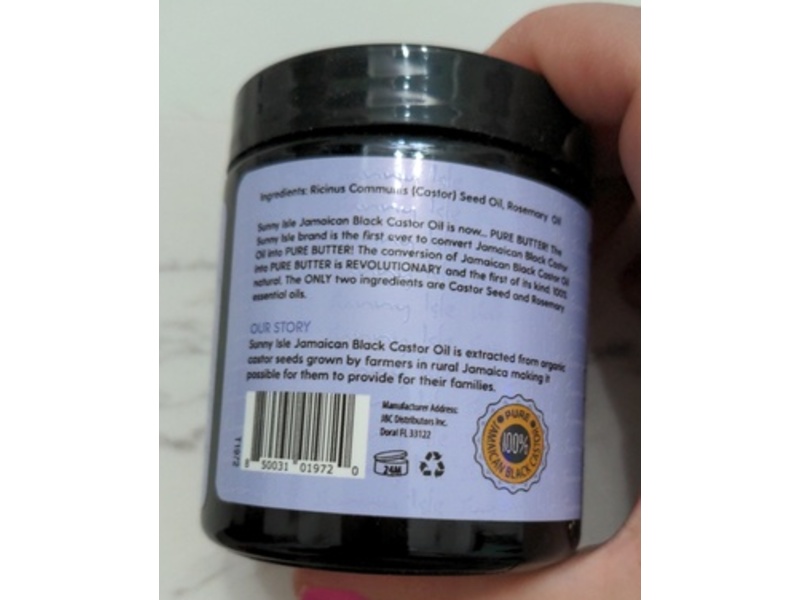 Ingredients: Ricinus Communis (Castor) Seed Oil, Rosemary Oil
Sunny Isle Jamaican Black Castor Oil is now... PURE BUTTER! The
Sunny Isle brand is the first ever to convert Jamaican Black Castor
Oil into PURE BUTTER! The conversion of Jamaican Black Castor Oil
into PURE BUTTER is REVOLUTIONARY and the first of its kind. 100%
natural. The ONLY two ingredients are Castor Seed and Rosemary
essential oils.
OUR STORY
Sunny Isle Jamaican Black Castor Oil is extracted from organic
castor seeds grown by farmers in rural Jamaica making it
possible for them to provide for their families.
Manufacturer Address:
JBC Distributors Inc.
Doral FL 33122
T1972
8 50031 01972 0
24M
PURE
100%
JAMAICAN BLACK CASTOR